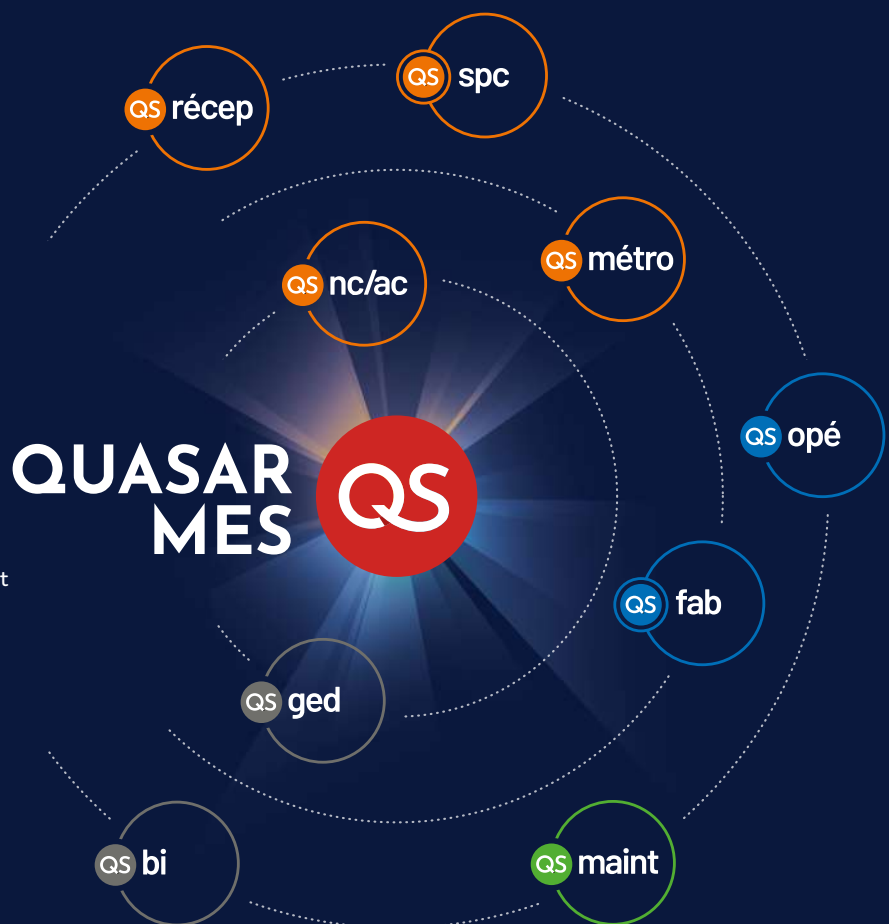 QS spc
QS récep
QS métro
QS nc/ac
QS opé
QUASAR
MES
QS
t
QS fab
QS ged
QS bi
QS maint